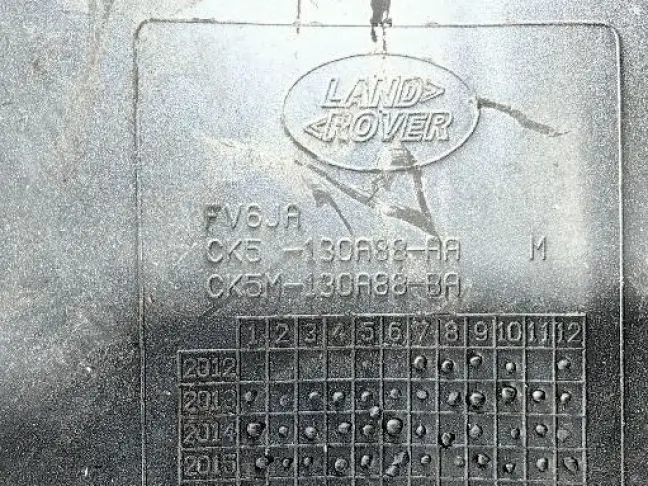 LAND
ROVER
FV6JA
CK5 -130A88-AA M
CK5M-130A88-BA
1 2 3 4 5 6 7 8 9 10 11 12
2012
2013
2014
2015